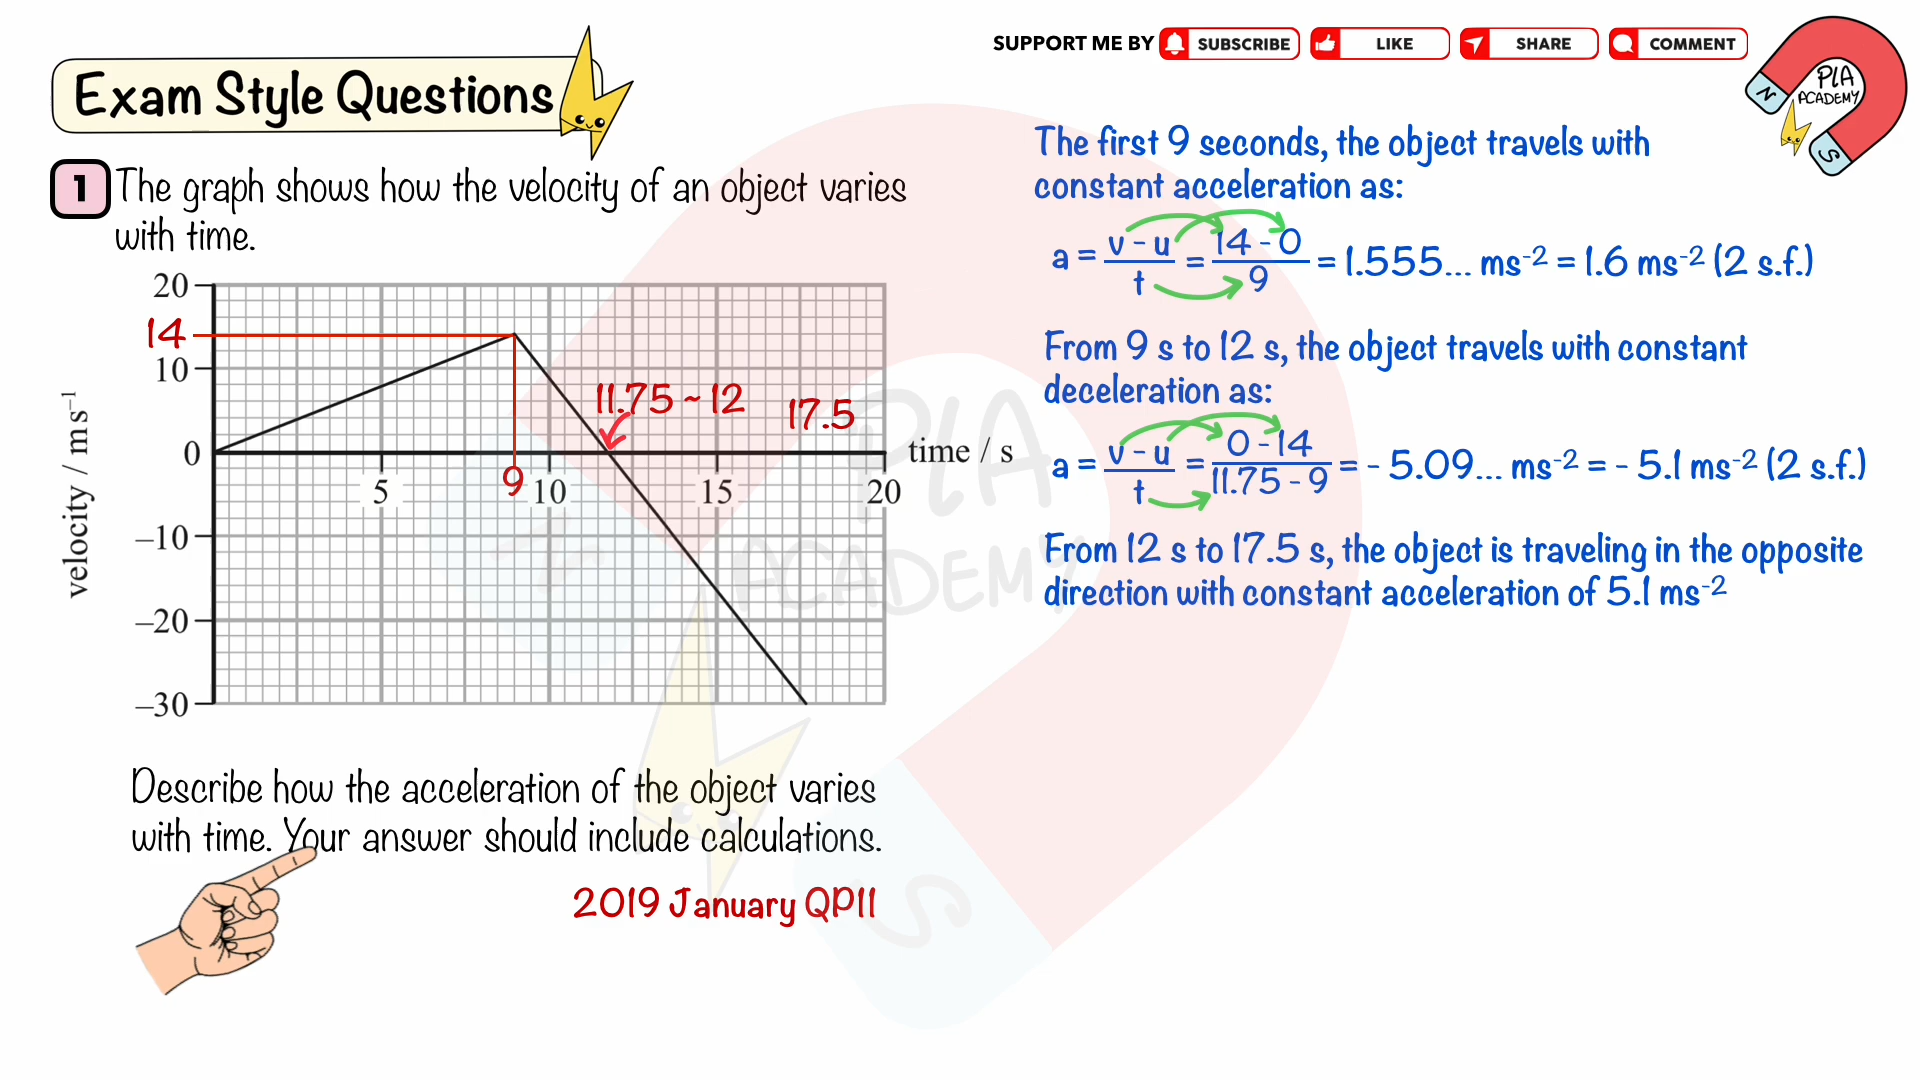 SUPPORT ME BY SUBSCRIBE LIKE SHARE COMMENT
PLA
ACADEMY
N
S
Exam Style Questions
1 The graph shows how the velocity of an object varies
with time.
20
14
10
0
–10
–20
–30
velocity / ms⁻¹
11.75 ~ 12
17.5
time / s
5
9
10
15
20
Describe how the acceleration of the object varies
with time. Your answer should include calculations.
2019 January QP11
The first 9 seconds, the object travels with
constant acceleration as:
a = (v - u)/t = (14 - 0)/9 = 1.555... ms⁻² = 1.6 ms⁻² (2 s.f.)
From 9 s to 12 s, the object travels with constant
deceleration as:
a = (v - u)/t = (0 - 14)/(11.75 - 9) = - 5.09... ms⁻² = - 5.1 ms⁻² (2 s.f.)
From 12 s to 17.5 s, the object is traveling in the opposite
direction with constant acceleration of 5.1 ms⁻²
PLA
ACADEMY
N
S